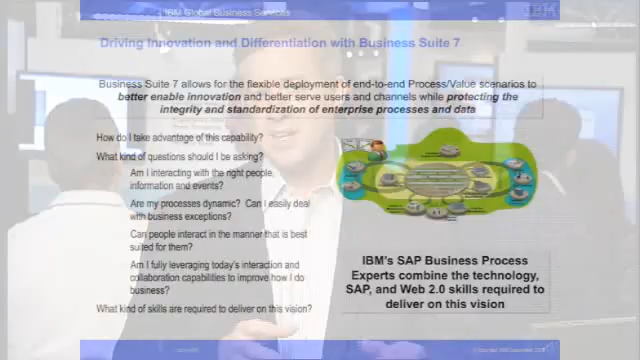 IBM Global Business Services
IBM
Driving Innovation and Differentiation with Business Suite 7
Business Suite 7 allows for the flexible deployment of end-to-end Process/Value scenarios to
better enable innovation and better serve users and channels while protecting the
integrity and standardization of enterprise processes and data
How do I take advantage of this capability?
What kind of questions should I be asking?
Am I interacting with the right people,
information and events?
Are my processes dynamic? Can I easily deal
with business exceptions?
Can people interact in the manner that is best
suited for them?
Am I fully leveraging today's interaction and
collaboration capabilities to improve how I do
business?
What kind of skills are required to deliver on this vision?
IBM's SAP Business Process
Experts combine the technology,
SAP, and Web 2.0 skills required to
deliver on this vision